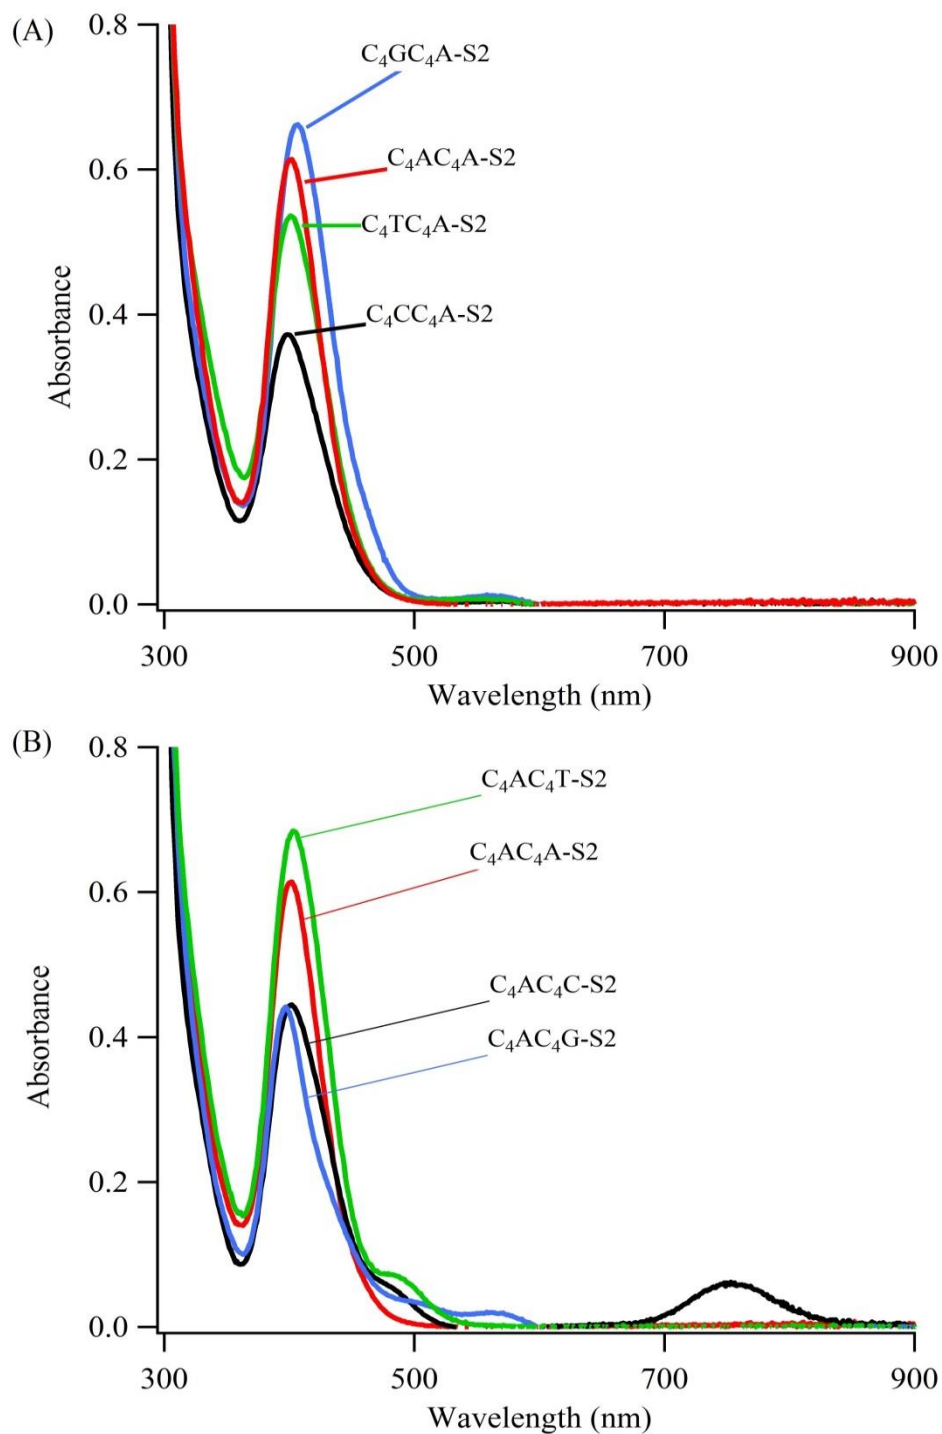 (A)
0.8
C₄GC₄A-S2
0.6
C₄AC₄A-S2
C₄TC₄A-S2
0.4
C₄CC₄A-S2
Absorbance
0.2
0.0
300 500 700 900
Wavelength (nm)
(B)
0.8
C₄AC₄T-S2
C₄AC₄A-S2
0.6
C₄AC₄C-S2
0.4
C₄AC₄G-S2
Absorbance
0.2
0.0
300 500 700 900
Wavelength (nm)